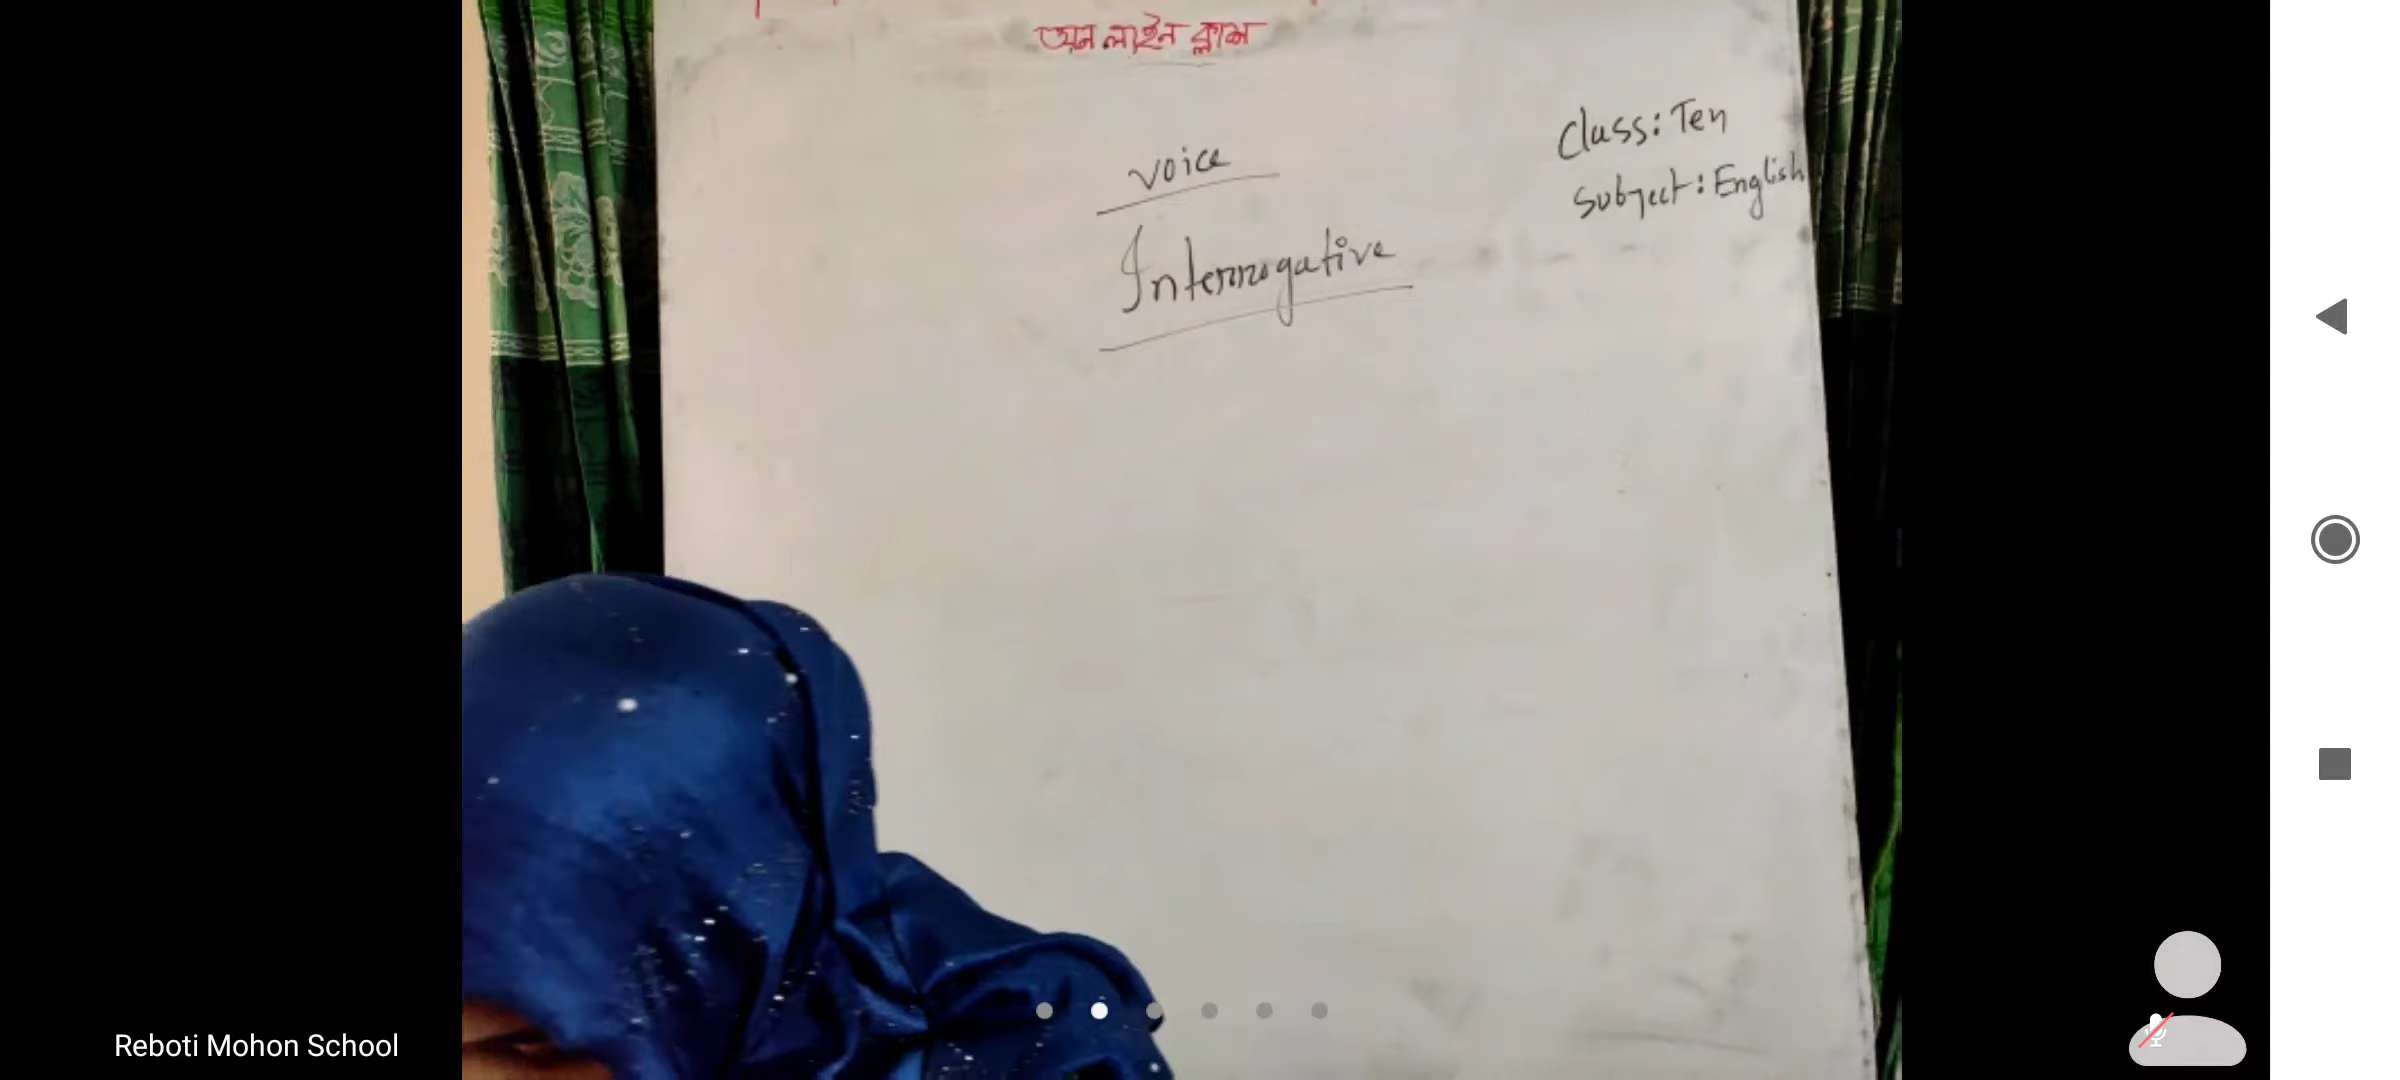 অন লাইন ক্লাস
Class: Ten
Subject: English
voice
Interrogative
Reboti Mohon School